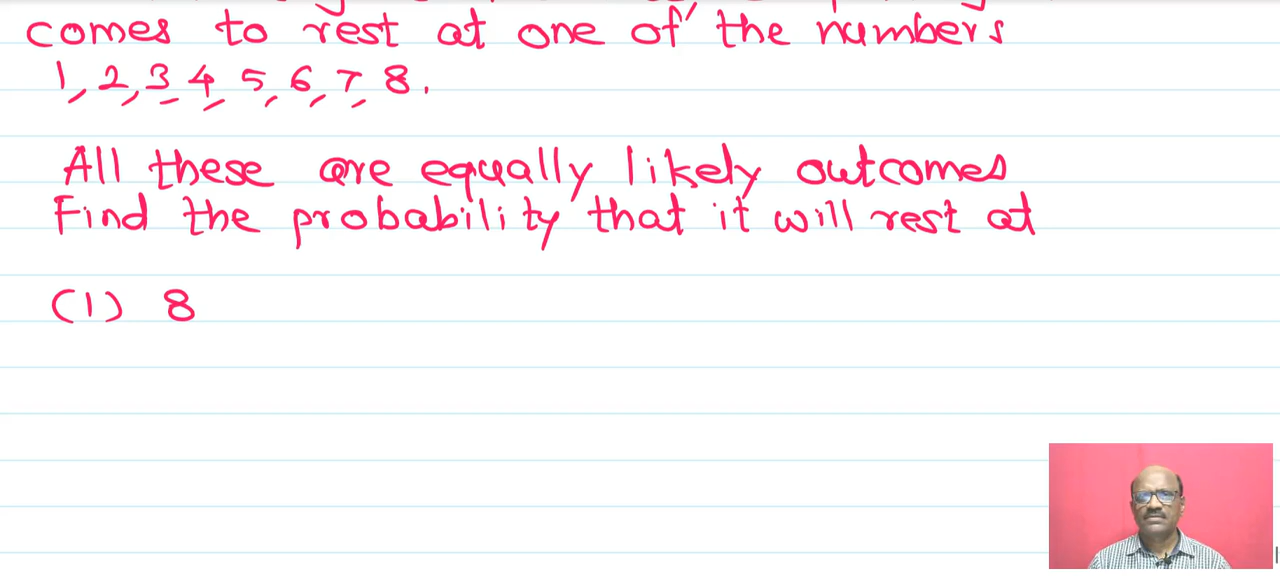 comes to rest at one of the numbers
1, 2, 3, 4, 5, 6, 7, 8.
All these are equally likely outcomes
Find the probability that it will rest at
(1) 8